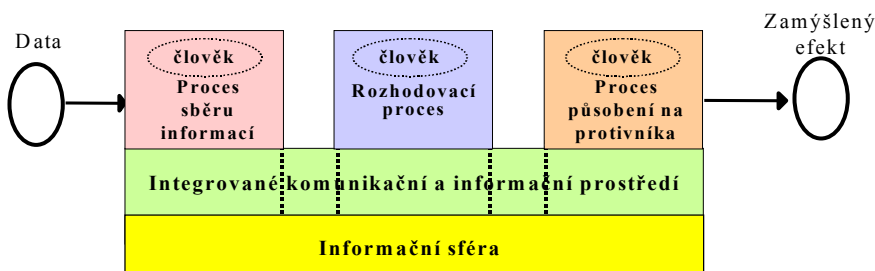 Data
člověk
Proces
sběru
informací
člověk
Rozhodovací
proces
člověk
Proces
působení na
protivníka
Zamýšlený
efekt
Integrované komunikační a informační prostředí
Informační sféra